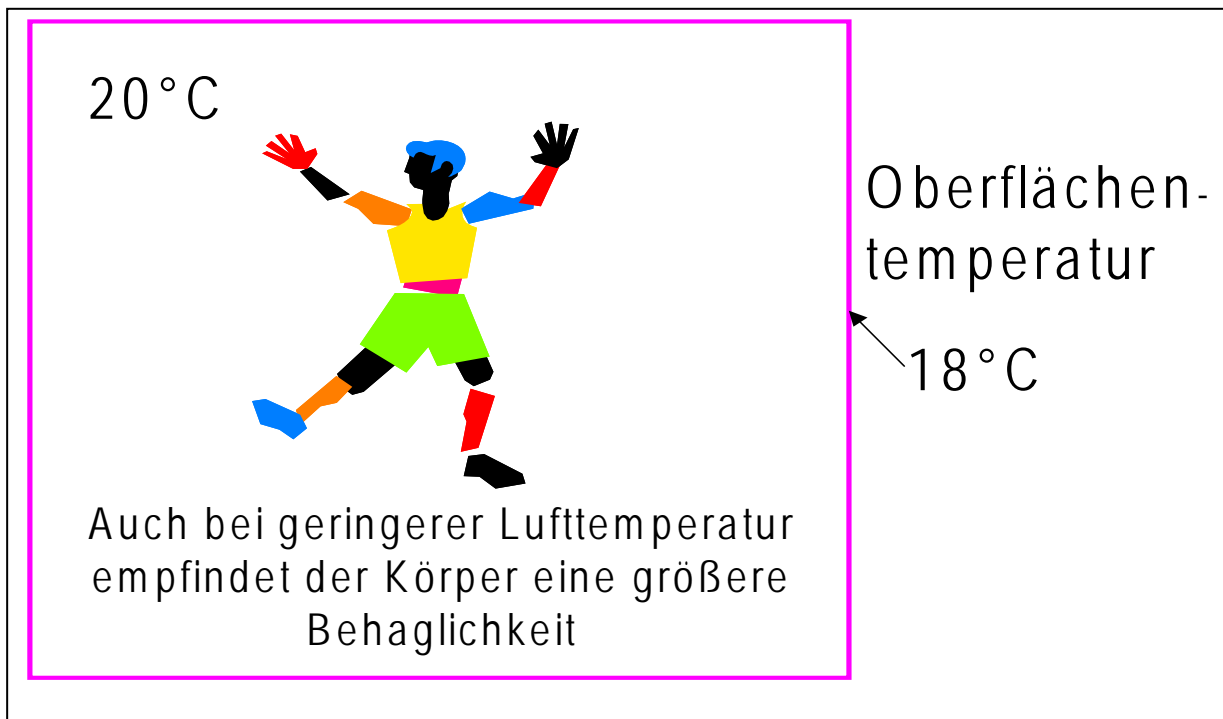 20°C
Oberflächen-
temperatur
18°C
Auch bei geringerer Lufttemperatur
empfindet der Körper eine größere
Behaglichkeit